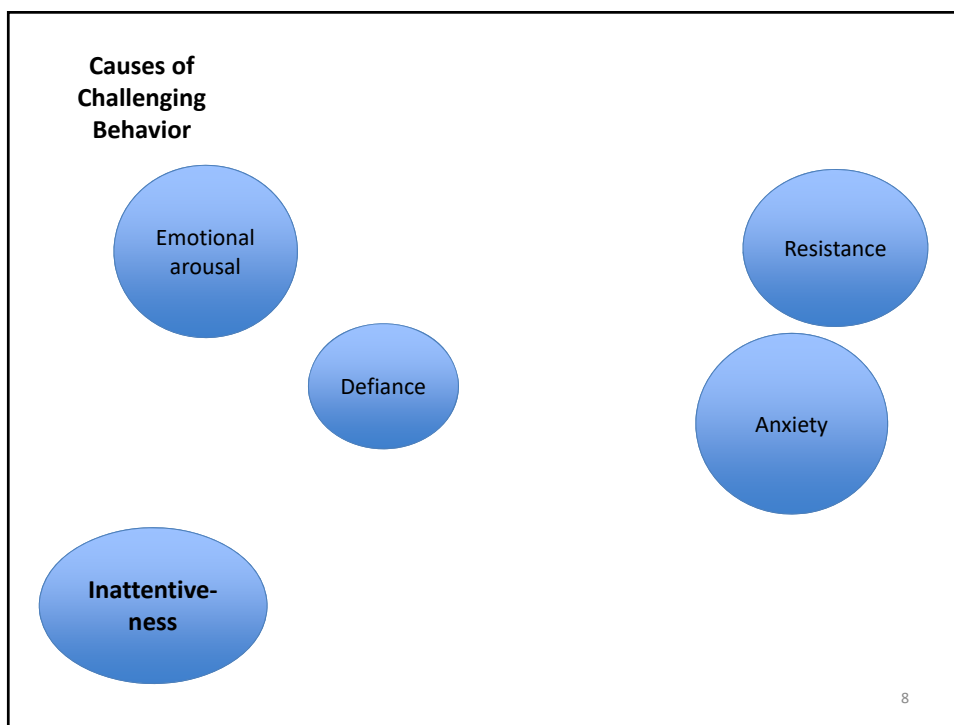 Causes of
Challenging
Behavior
Emotional
arousal
Resistance
Defiance
Anxiety
Inattentive-
ness
8